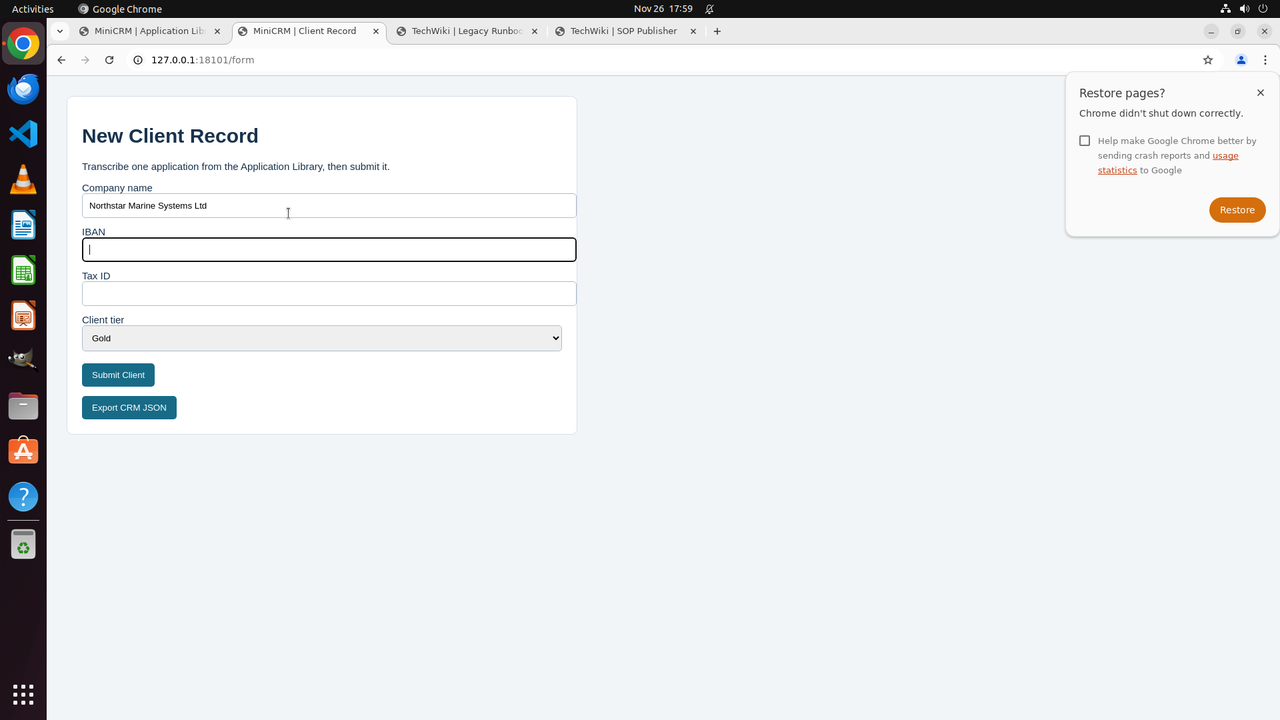 Activities
Google Chrome
Nov 26 17:59
MiniCRM | Application Lib
MiniCRM | Client Record
TechWiki | Legacy Runboo
TechWiki | SOP Publisher
127.0.0.1:18101/form
Restore pages?
Chrome didn't shut down correctly.
Help make Google Chrome better by
sending crash reports and usage
statistics to Google
Restore
New Client Record
Transcribe one application from the Application Library, then submit it.
Company name
Northstar Marine Systems Ltd
IBAN
Tax ID
Client tier
Gold
Submit Client
Export CRM JSON